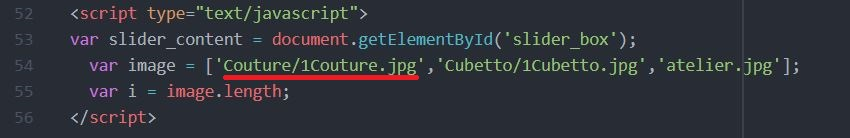 52 <script type="text/javascript">
53 var slider_content = document.getElementById('slider_box');
54 var image = ['Couture/1Couture.jpg','Cubetto/1Cubetto.jpg','atelier.jpg'];
55 var i = image.length;
56 </script>